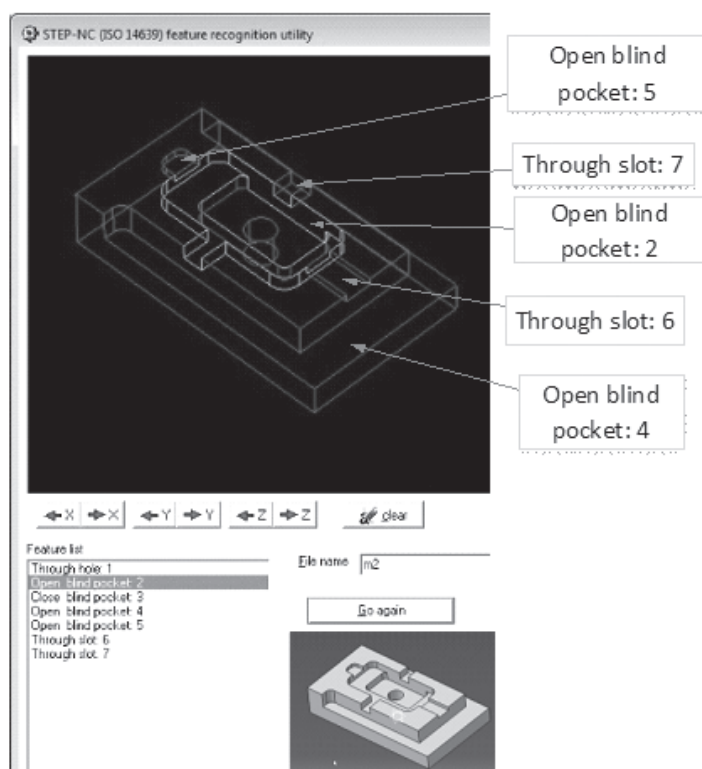 STEP-NC (ISO 14639) feature recognition utility
Open blind
pocket: 5
Through slot: 7
Open blind
pocket: 2
Through slot: 6
Open blind
pocket: 4
X X Y Y Z Z clear
Feature list
Through hole: 1
Open blind pocket: 2
Close blind pocket: 3
Open blind pocket: 4
Open blind pocket: 5
Through slot: 6
Through slot: 7
File name m2
Go again